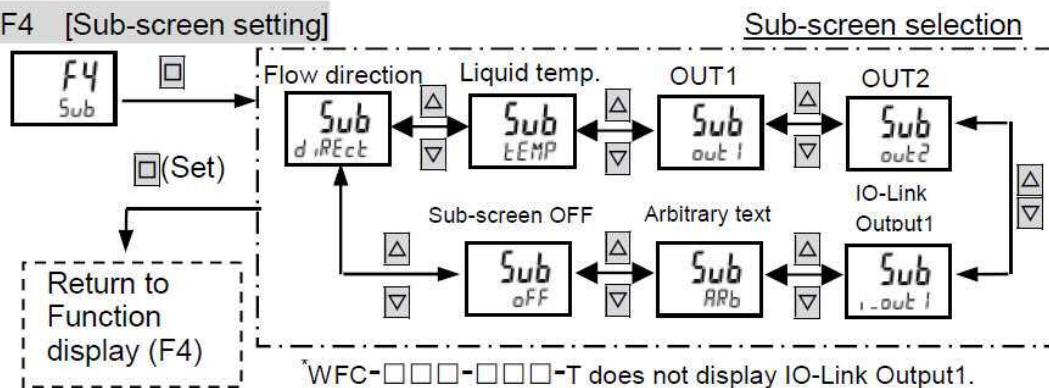 F4 [Sub-screen setting]
Sub-screen selection
F4
Sub
Flow direction
Liquid temp.
OUT1
OUT2
Sub
diREct
Sub
tEMP
Sub
out1
Sub
out2
(Set)
Sub-screen OFF
Arbitrary text
IO-Link
Output1
Sub
oFF
Sub
ARb
Sub
i_out1
Return to
Function
display (F4)
*WFC-□□□-□□□-T does not display IO-Link Output1.